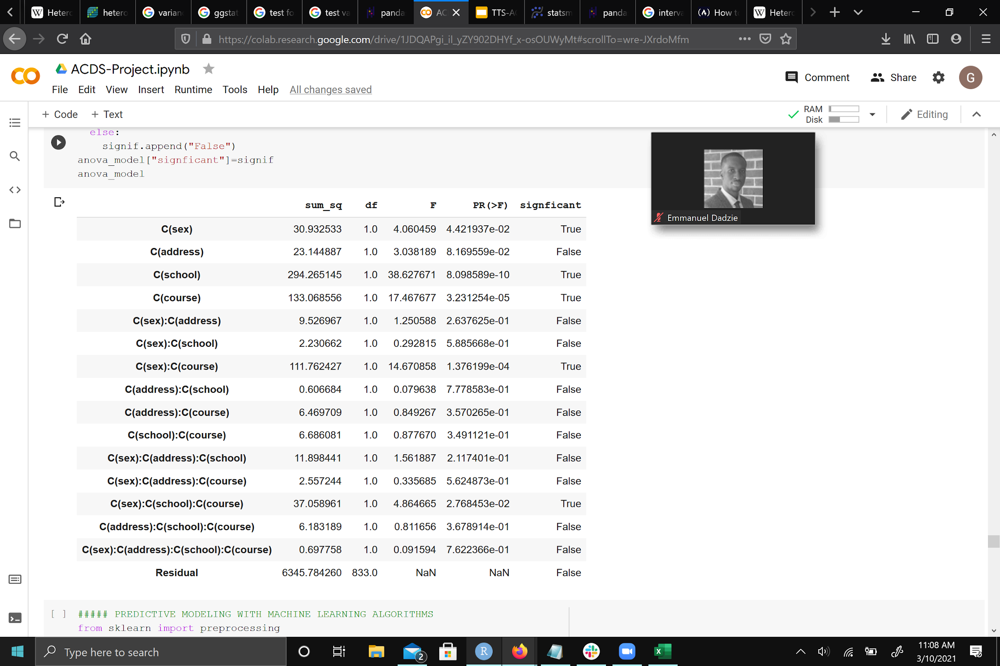 Heter heter varian ggstat test fo test va panda AC TTS-A statsm panda interva How t Heter
https://colab.research.google.com/drive/1JDQAPgi_il_yZY902DHYf_x-osOUWyMt#scrollTo=wre-JXrdoMfm
ACDS-Project.ipynb
Comment Share G
File Edit View Insert Runtime Tools Help All changes saved
+ Code + Text RAM Disk Editing
else:
signif.append("False")
anova_model["signficant"]=signif
anova_model
Emmanuel Dadzie
sum_sq df F PR(>F) signficant
C(sex) 30.932533 1.0 4.060459 4.421937e-02 True
C(address) 23.144887 1.0 3.038189 8.169559e-02 False
C(school) 294.265145 1.0 38.627671 8.098589e-10 True
C(course) 133.068556 1.0 17.467677 3.231254e-05 True
C(sex):C(address) 9.526967 1.0 1.250588 2.637625e-01 False
C(sex):C(school) 2.230662 1.0 0.292815 5.885668e-01 False
C(sex):C(course) 111.762427 1.0 14.670858 1.376199e-04 True
C(address):C(school) 0.606684 1.0 0.079638 7.778583e-01 False
C(address):C(course) 6.469709 1.0 0.849267 3.570265e-01 False
C(school):C(course) 6.686081 1.0 0.877670 3.491121e-01 False
C(sex):C(address):C(school) 11.898441 1.0 1.561887 2.117401e-01 False
C(sex):C(address):C(course) 2.557244 1.0 0.335685 5.624873e-01 False
C(sex):C(school):C(course) 37.058961 1.0 4.864665 2.768453e-02 True
C(address):C(school):C(course) 6.183189 1.0 0.811656 3.678914e-01 False
C(sex):C(address):C(school):C(course) 0.697758 1.0 0.091594 7.622366e-01 False
Residual 6345.784260 833.0 NaN NaN False
[ ] ##### PREDICTIVE MODELING WITH MACHINE LEARNING ALGORITHMS
from sklearn import preprocessing
Type here to search 2 R 11:08 AM
3/10/2021